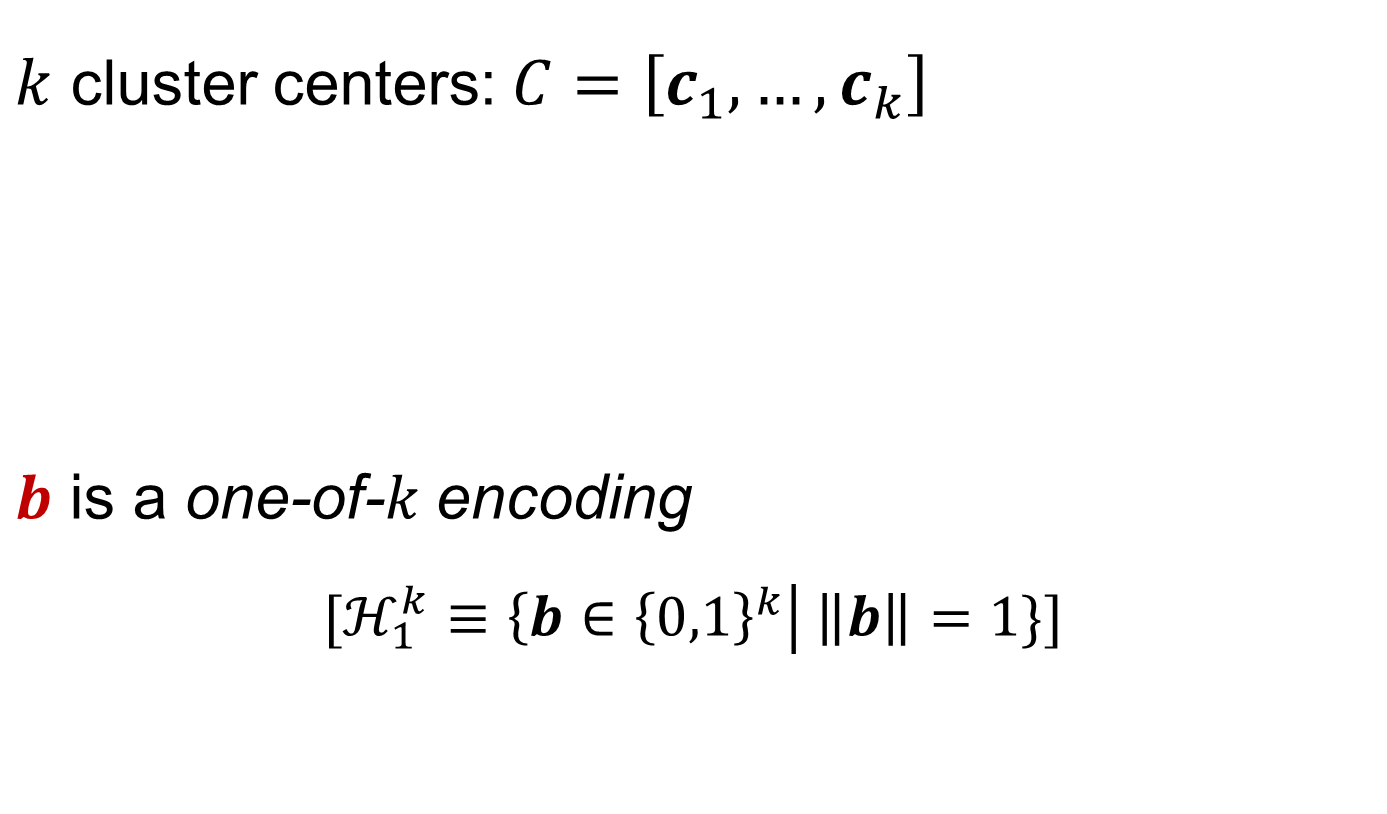 𝑘 cluster centers: 𝐶 = [𝒄₁, … , 𝒄ₖ]
𝒃 is a one-of-𝑘 encoding
[ℋ₁ᵏ ≡ {𝒃 ∈ {0,1}ᵏ| ‖𝒃‖ = 1}]